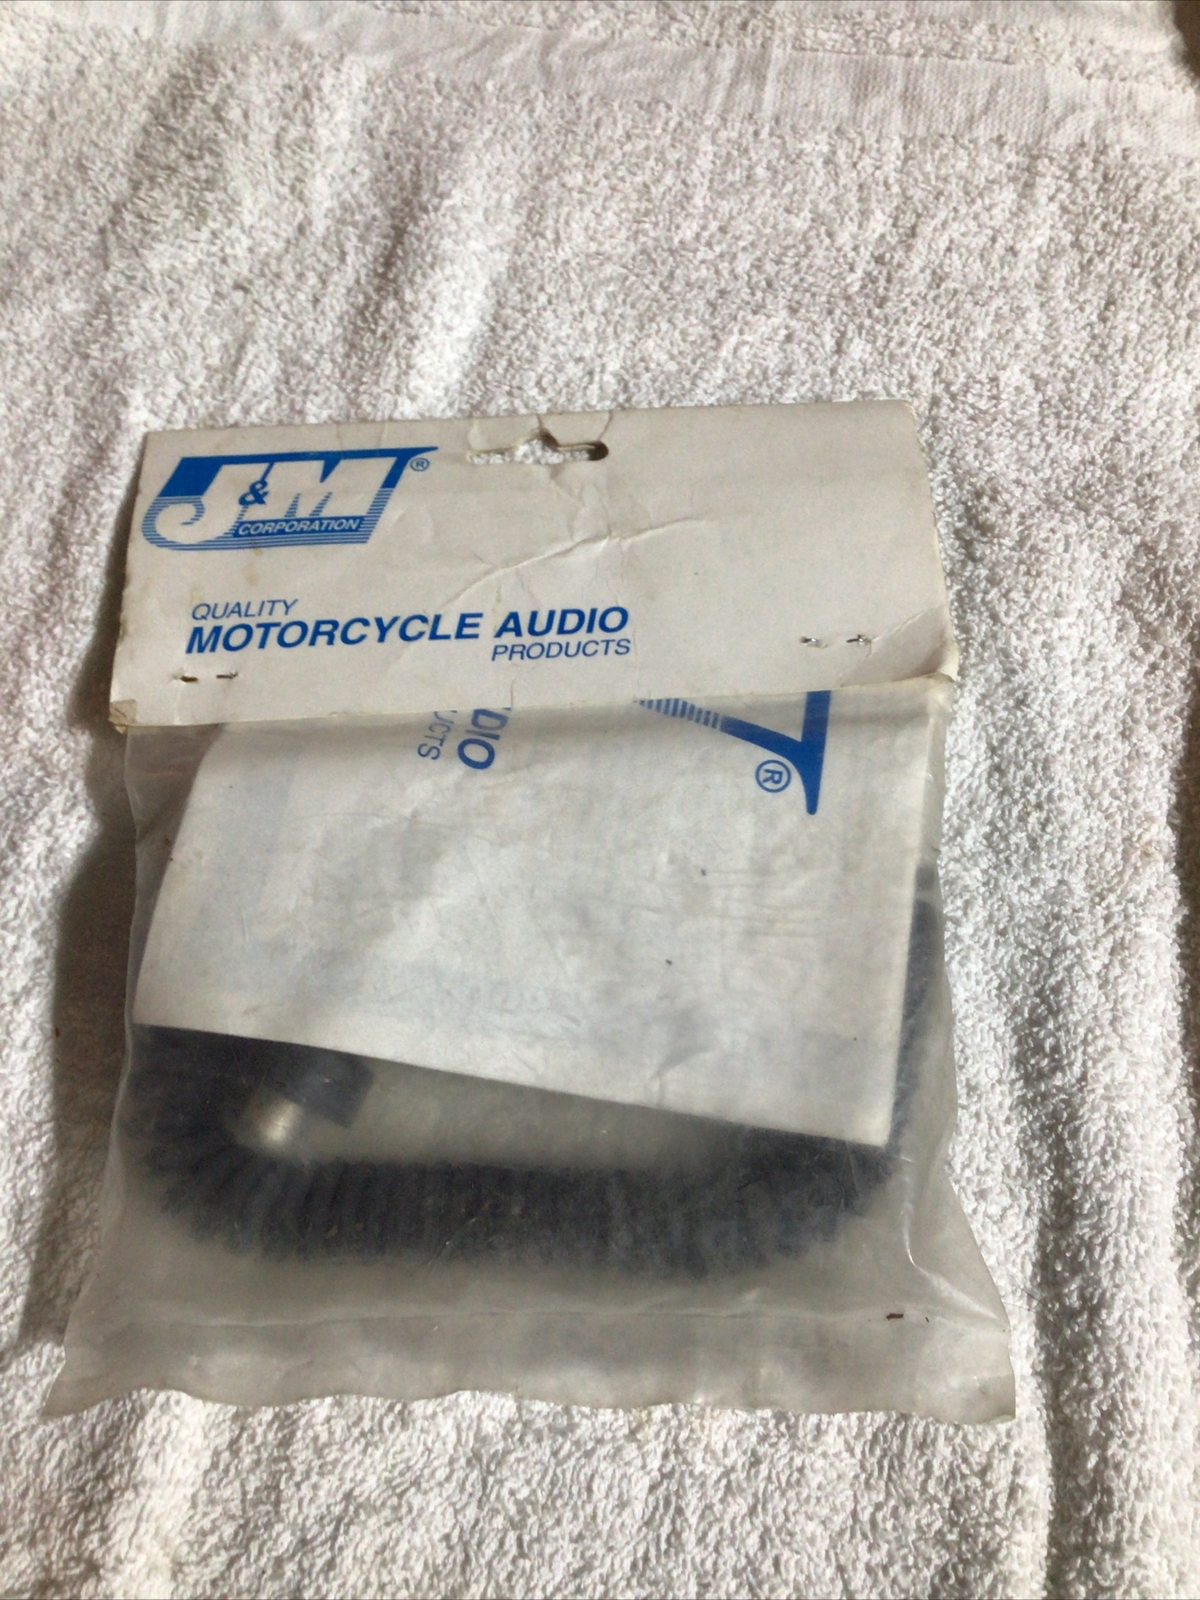 J&M®
CORPORATION
QUALITY
MOTORCYCLE AUDIO
PRODUCTS
®